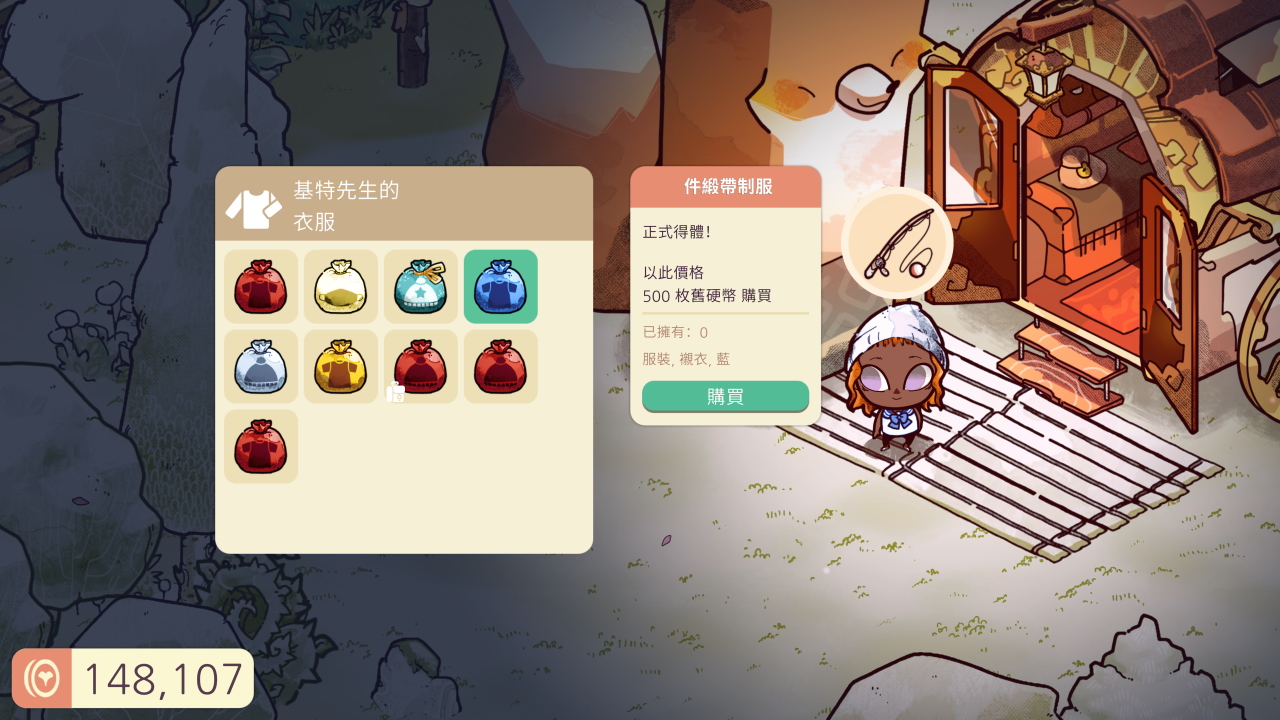 基特先生的
衣服
件緞帶制服
正式得體!
以此價格
500 枚舊硬幣 購買
已擁有: 0
服裝, 襯衣, 藍
購買
148,107